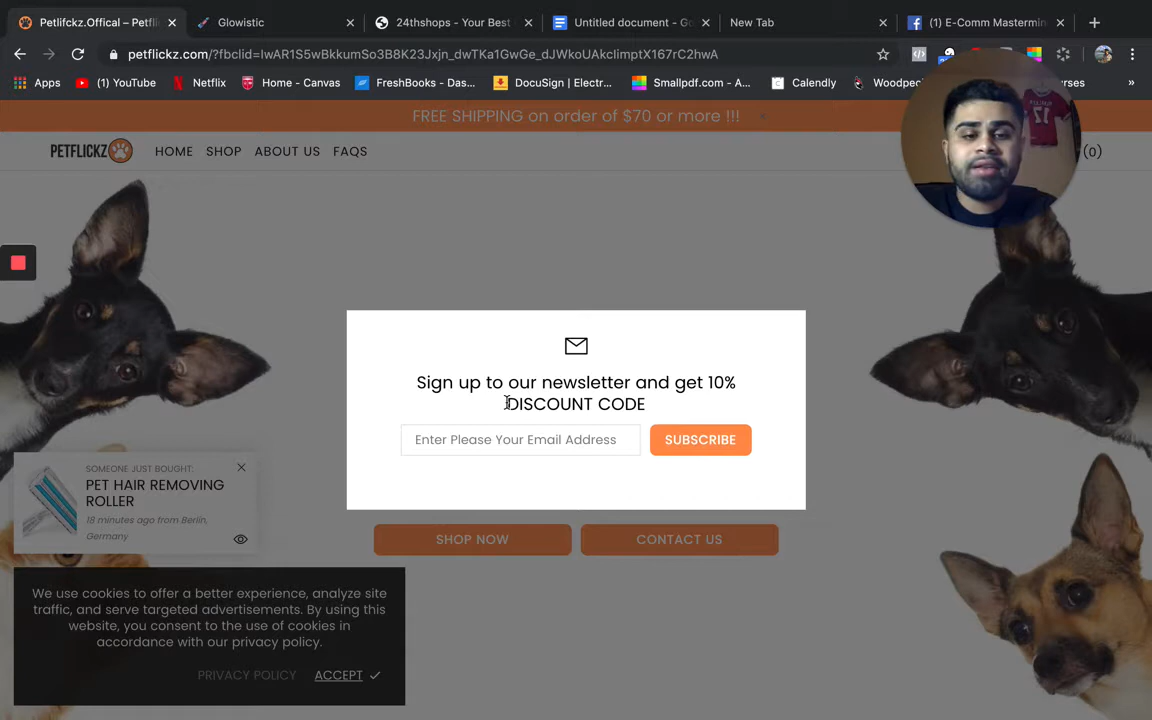 Petlifckz.Offical – Petfli
Glowistic
24thshops - Your Best
Untitled document - Go
New Tab
(1) E-Comm Mastermin
petflickz.com/?fbclid=IwAR1S5wBkkumSo3B8K23Jxjn_dwTKa1GwGe_dJWkoUAkcIimptX167rC2hwA
Apps
(1) YouTube
Netflix
Home - Canvas
FreshBooks - Das...
DocuSign | Electr...
Smallpdf.com - A...
Calendly
Woodpec
rses
»
FREE SHIPPING on order of $70 or more !!!
PETFLICKZ
HOME
SHOP
ABOUT US
FAQS
(0)
17
Sign up to our newsletter and get 10%
DISCOUNT CODE
Enter Please Your Email Address
SUBSCRIBE
SOMEONE JUST BOUGHT:
PET HAIR REMOVING
ROLLER
18 minutes ago from Berlin,
Germany
SHOP NOW
CONTACT US
We use cookies to offer a better experience, analyze site
traffic, and serve targeted advertisements. By using this
website, you consent to the use of cookies in
accordance with our privacy policy.
PRIVACY POLICY
ACCEPT